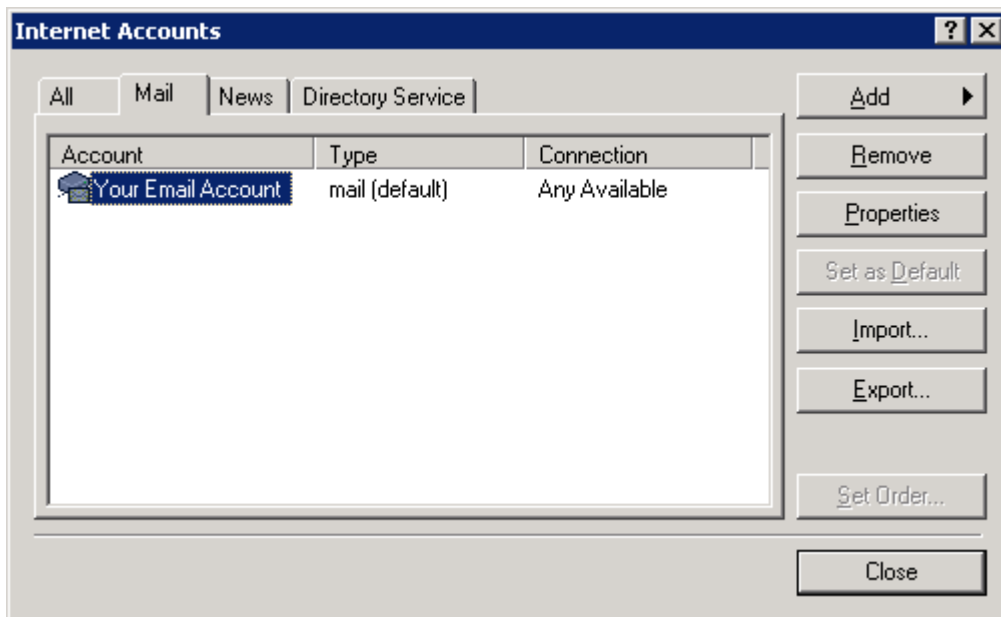 Internet Accounts
? X
All Mail News Directory Service
Add
Account Type Connection
Remove
Your Email Account mail (default) Any Available
Properties
Set as Default
Import...
Export...
Set Order...
Close